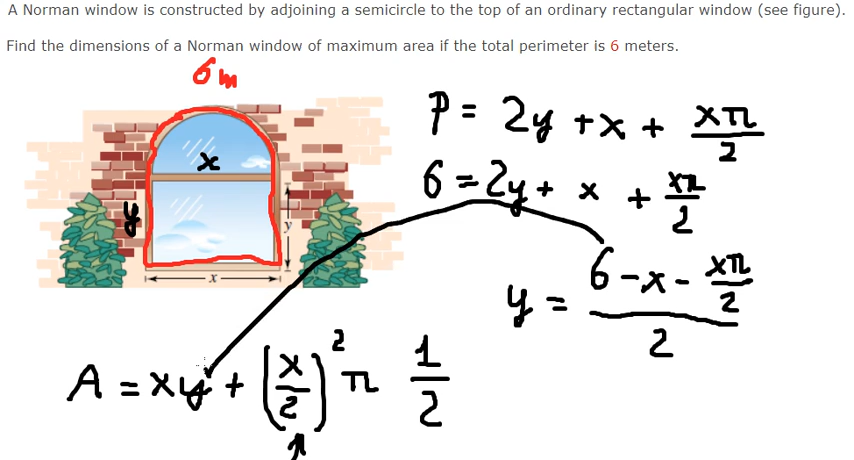 A Norman window is constructed by adjoining a semicircle to the top of an ordinary rectangular window (see figure).
Find the dimensions of a Norman window of maximum area if the total perimeter is 6 meters.
6m
P = 2y + x + xπ/2
x
6 = 2y + x + xπ/2
y
y
x
y = (6 - x - xπ/2)/2
A = xy + (x/2)² π 1/2